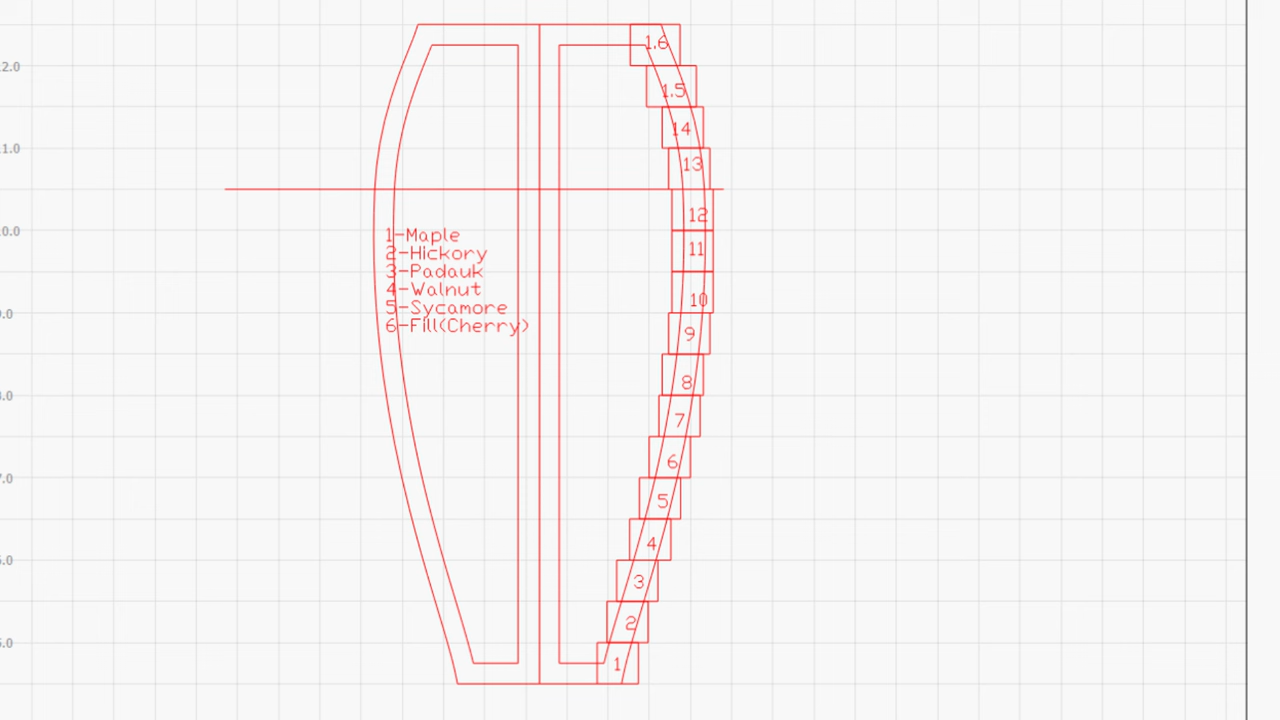 1.6
1.5
14
13
12
11
10
9
8
7
6
5
4
3
2
1
1-Maple
2-Hickory
3-Padauk
4-Walnut
5-Sycamore
6-Fill(Cherry)